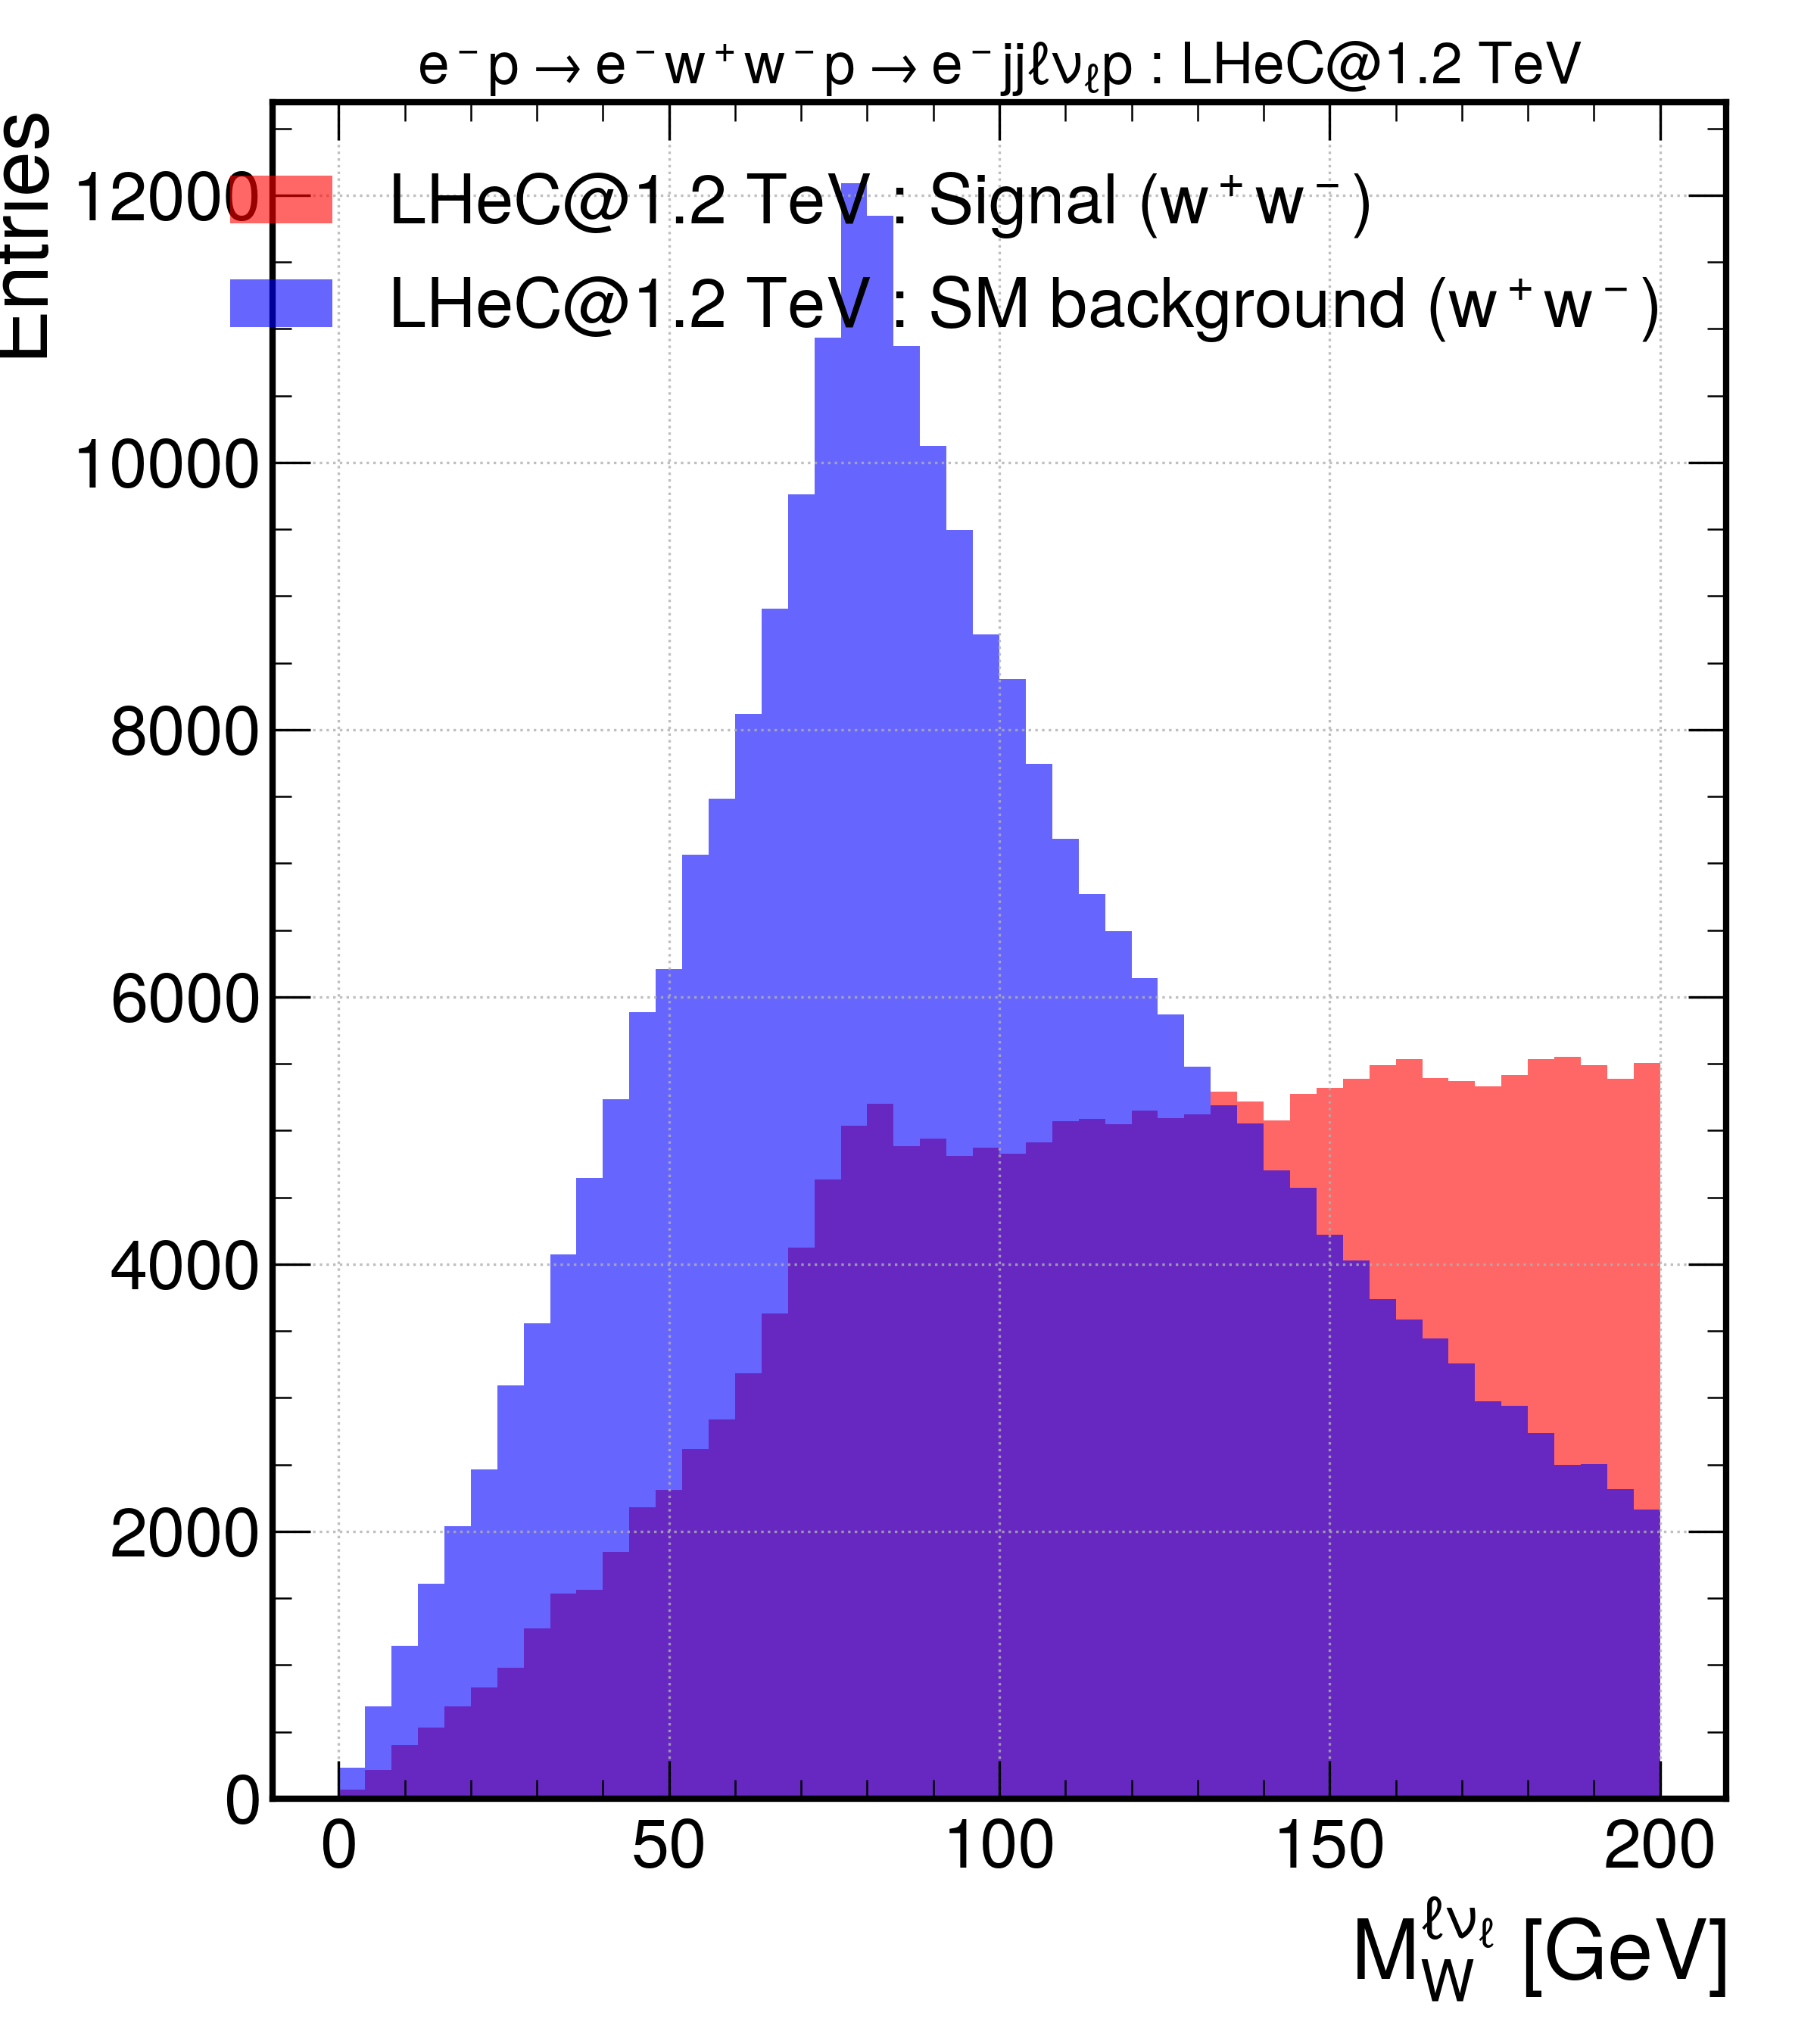 e⁻p → e⁻w⁺w⁻p → e⁻jjℓν_ℓp : LHeC@1.2 TeV
Entries
LHeC@1.2 TeV : Signal (w⁺w⁻)
LHeC@1.2 TeV : SM background (w⁺w⁻)
12000
10000
8000
6000
4000
2000
0
0 50 100 150 200
M_W^{ℓν_ℓ} [GeV]